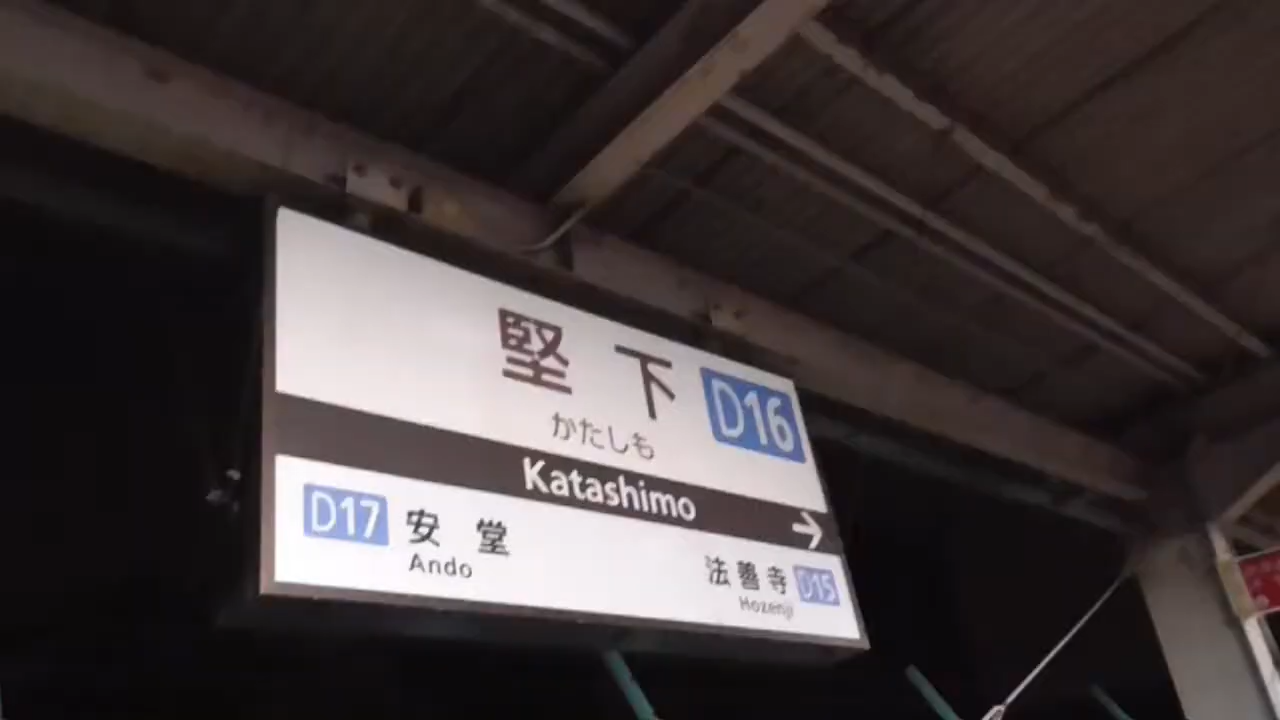 堅下 D16
かたしも
Katashimo →
D17 安堂
Ando
法善寺 D15
Hozenji